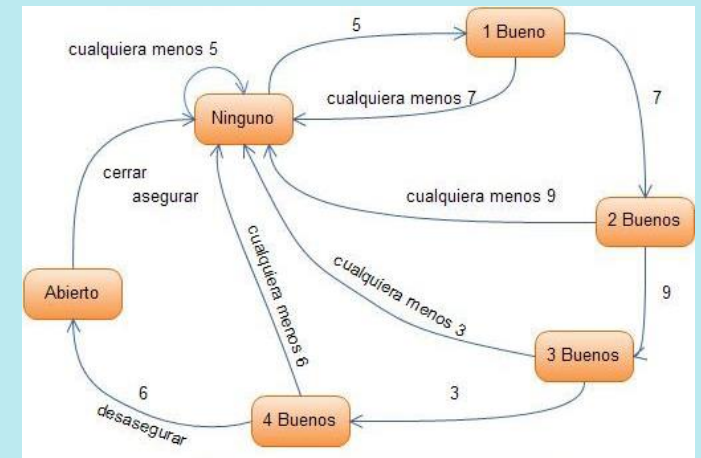 5
1 Bueno
cualquiera menos 5
cualquiera menos 7
7
Ninguno
cerrar
asegurar
cualquiera menos 9
2 Buenos
cualquiera menos 6
cualquiera menos 3
Abierto
9
3 Buenos
6
desasegurar
4 Buenos
3